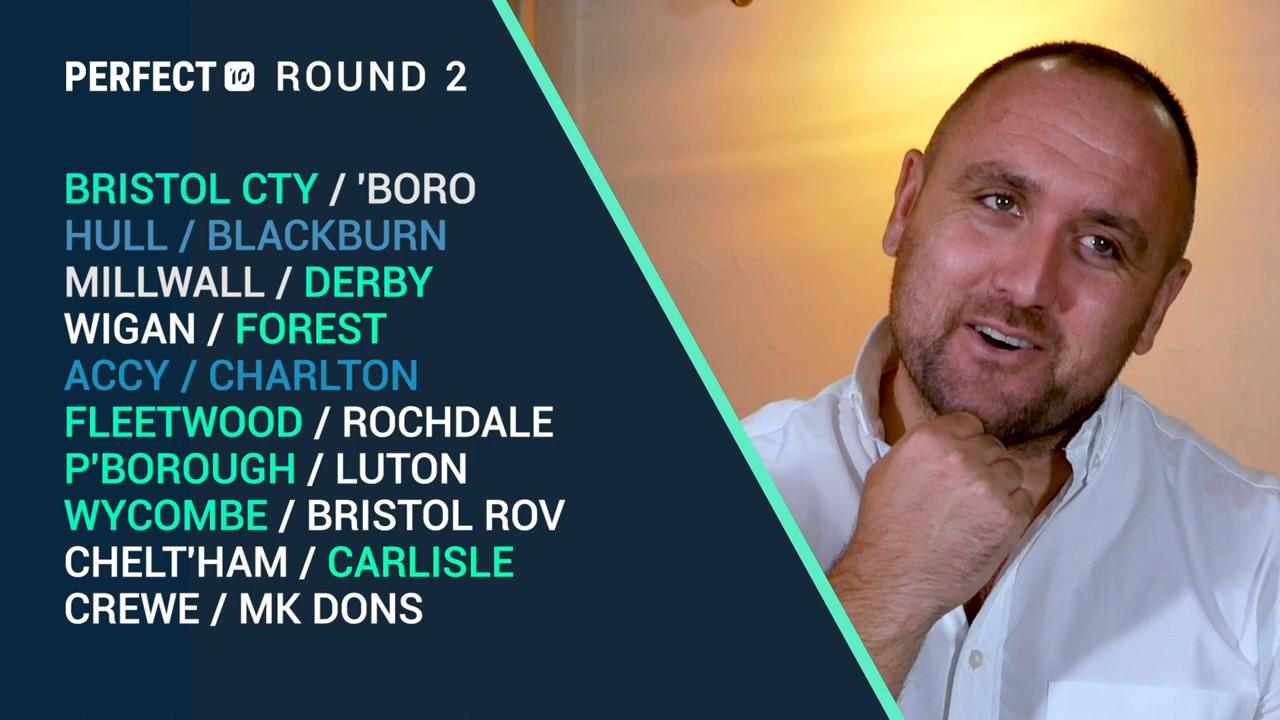 PERFECT 10 ROUND 2
BRISTOL CTY / 'BORO
HULL / BLACKBURN
MILLWALL / DERBY
WIGAN / FOREST
ACCY / CHARLTON
FLEETWOOD / ROCHDALE
P'BOROUGH / LUTON
WYCOMBE / BRISTOL ROV
CHELT'HAM / CARLISLE
CREWE / MK DONS